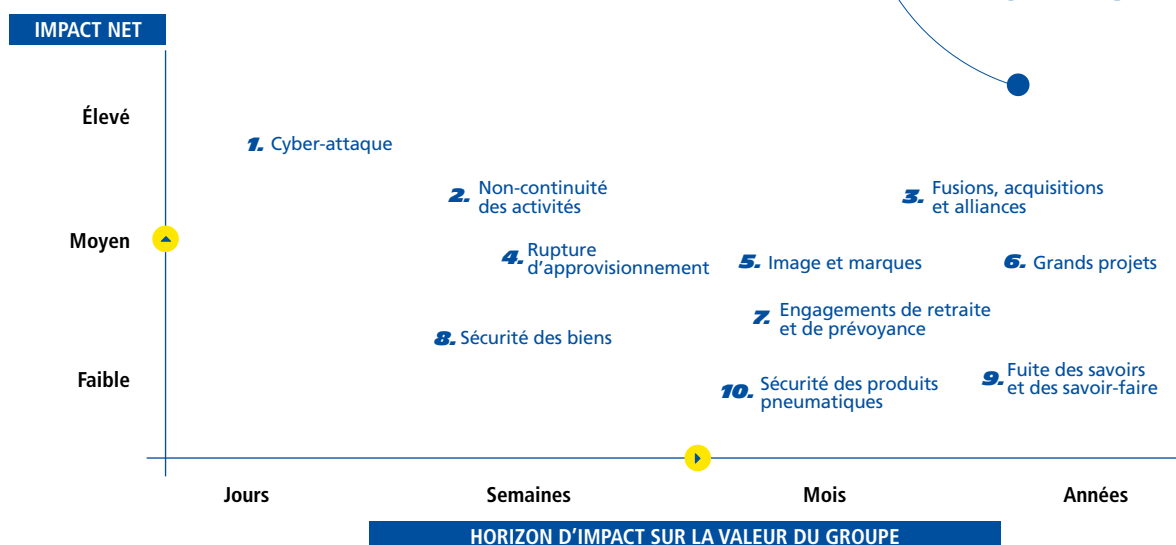 IMPACT NET
Élevé
1. Cyber-attaque
2. Non-continuité
des activités
3. Fusions, acquisitions
et alliances
Moyen
4. Rupture
d'approvisionnement
5. Image et marques
6. Grands projets
7. Engagements de retraite
et de prévoyance
8. Sécurité des biens
Faible
9. Fuite des savoirs
et des savoir-faire
10. Sécurité des produits
pneumatiques
Jours
Semaines
Mois
Années
HORIZON D'IMPACT SUR LA VALEUR DU GROUPE